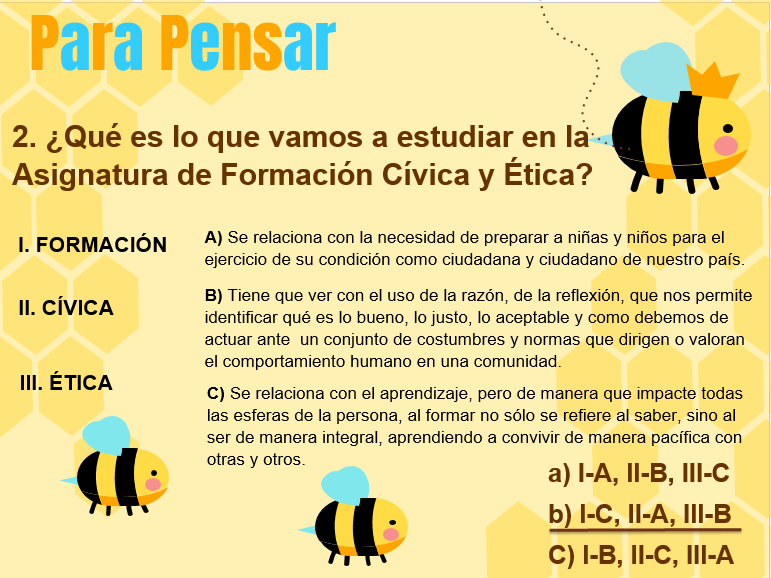 Para Pensar
2. ¿Qué es lo que vamos a estudiar en la
Asignatura de Formación Cívica y Ética?
I. FORMACIÓN
A) Se relaciona con la necesidad de preparar a niñas y niños para el
ejercicio de su condición como ciudadana y ciudadano de nuestro país.
II. CÍVICA
B) Tiene que ver con el uso de la razón, de la reflexión, que nos permite
identificar qué es lo bueno, lo justo, lo aceptable y como debemos de
actuar ante un conjunto de costumbres y normas que dirigen o valoran
el comportamiento humano en una comunidad.
III. ÉTICA
C) Se relaciona con el aprendizaje, pero de manera que impacte todas
las esferas de la persona, al formar no sólo se refiere al saber, sino al
ser de manera integral, aprendiendo a convivir de manera pacífica con
otras y otros.
a) I-A, II-B, III-C
b) I-C, II-A, III-B
C) I-B, II-C, III-A